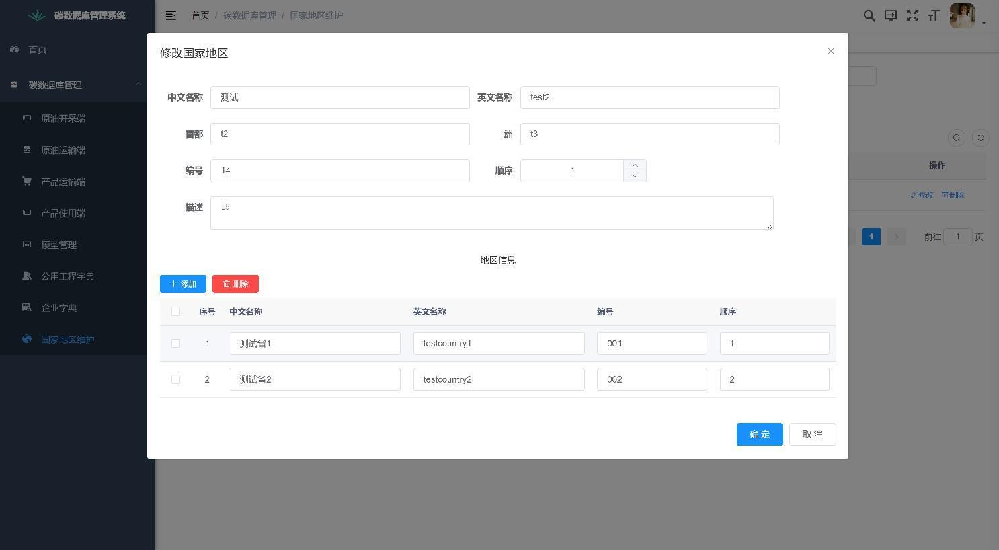 碳数据库管理系统
首页 / 碳数据库管理 / 国家地区维护
首页
碳数据库管理
原油开采端
原油运输端
产品运输端
产品使用端
模型管理
公用工程字典
企业字典
国家地区维护
修改国家地区
中文名称 测试 英文名称 test2
首都 t2 洲 t3
编号 14 顺序 1
描述 15
地区信息
添加 删除
序号 中文名称 英文名称 编号 顺序
1 测试省1 testcountry1 001 1
2 测试省2 testcountry2 002 2
确 定 取 消
操作
修改 删除
1 前往 1 页